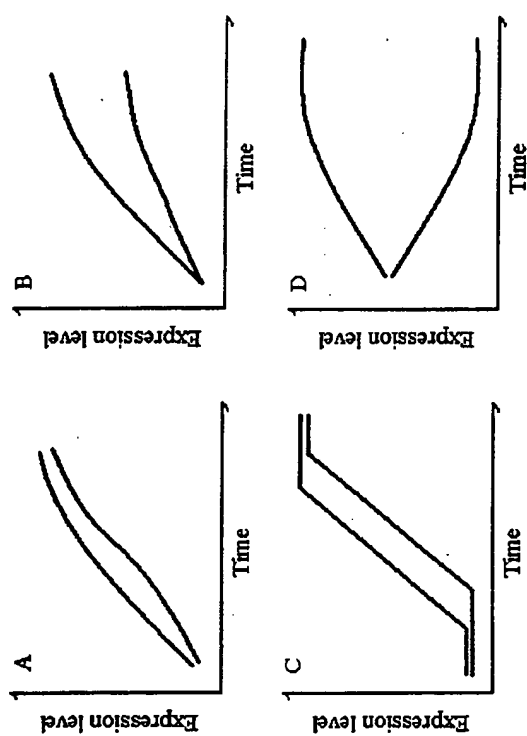 A
Expression level
Time
B
Expression level
Time
C
Expression level
Time
D
Expression level
Time